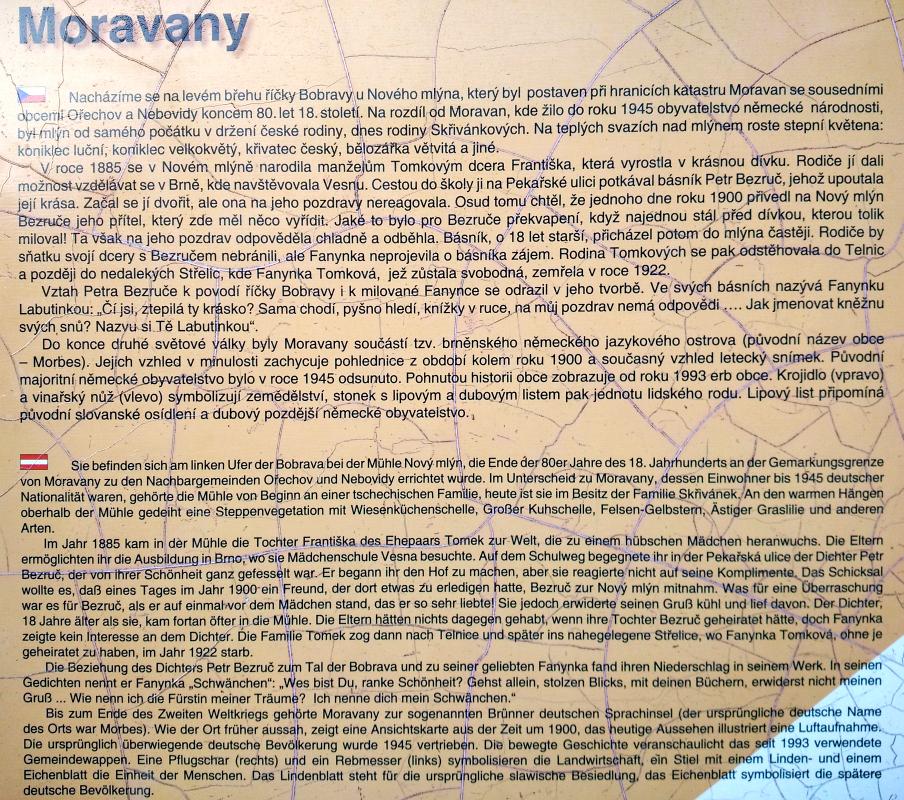 Moravany
Nacházíme se na levém břehu říčky Bobravy u Nového mlýna, který byl postaven při hranicích katastru Moravan se sousedními
obcemi Ořechov a Nebovidy koncem 80. let 18. století. Na rozdíl od Moravan, kde žilo do roku 1945 obyvatelstvo německé národnosti,
byl mlýn od samého počátku v držení české rodiny, dnes rodiny Skřivánkových. Na teplých svazích nad mlýnem roste stepní květena:
koniklec luční, koniklec velkokvětý, křivatec český, bělozářka větvitá a jiné.
V roce 1885 se v Novém mlýně narodila manželům Tomkovým dcera Františka, která vyrostla v krásnou dívku. Rodiče jí dali
možnost vzdělávat se v Brně, kde navštěvovala Vesnu. Cestou do školy ji na Pekařské ulici potkával básník Petr Bezruč, jehož upoutala
její krása. Začal se jí dvořit, ale ona na jeho pozdravy nereagovala. Osud tomu chtěl, že jednoho dne roku 1900 přivedl na Nový mlýn
Bezruče jeho přítel, který zde měl něco vyřídit. Jaké to bylo pro Bezruče překvapení, když najednou stál před dívkou, kterou tolik
miloval! Ta však na jeho pozdrav odpověděla chladně a odběhla. Básník, o 18 let starší, přicházel potom do mlýna častěji. Rodiče by
sňatku svojí dcery s Bezručem nebránili, ale Fanynka neprojevila o básníka zájem. Rodina Tomkových se pak odstěhovala do Telnic
a později do nedalekých Střelic, kde Fanynka Tomková, jež zůstala svobodná, zemřela v roce 1922.
Vztah Petra Bezruče k povodí říčky Bobravy i k milované Fanynce se odrazil v jeho tvorbě. Ve svých básních nazývá Fanynku
Labutinkou: „Čí jsi, ztepilá ty krásko? Sama chodí, pyšno hledí, knížky v ruce, na můj pozdrav nemá odpovědi .... Jak jmenovat kněžnu
svých snů? Nazvu si Tě Labutinkou“.
Do konce druhé světové války byly Moravany součástí tzv. brněnského německého jazykového ostrova (původní název obce
– Morbes). Jejich vzhled v minulosti zachycuje pohlednice z období kolem roku 1900 a současný vzhled letecký snímek. Původní
majoritní německé obyvatelstvo bylo v roce 1945 odsunuto. Pohnutou historii obce zobrazuje od roku 1993 erb obce. Krojidlo (vpravo)
a vinařský nůž (vlevo) symbolizují zemědělství, stonek s lipovým a dubovým listem pak jednotu lidského rodu. Lipový list připomíná
původní slovanské osídlení a dubový pozdější německé obyvatelstvo.
Sie befinden sich am linken Ufer der Bobrava bei der Mühle Nový mlýn, die Ende der 80er Jahre des 18. Jahrhunderts an der Gemarkungsgrenze
von Moravany zu den Nachbargemeinden Ořechov und Nebovidy errichtet wurde. Im Unterscheid zu Moravany, dessen Einwohner bis 1945 deutscher
Nationalität waren, gehörte die Mühle von Beginn an einer tschechischen Familie, heute ist sie im Besitz der Familie Skřivánek. An den warmen Hängen
oberhalb der Mühle gedeiht eine Steppenvegetation mit Wiesenküchenschelle, Großer Kuhschelle, Felsen-Gelbstern, Ästiger Graslilie und anderen
Arten.
Im Jahr 1885 kam in der Mühle die Tochter Františka des Ehepaars Tomek zur Welt, die zu einem hübschen Mädchen heranwuchs. Die Eltern
ermöglichten ihr die Ausbildung in Brno, wo sie Mädchenschule Vesna besuchte. Auf dem Schulweg begegnete ihr in der Pekařská ulice der Dichter Petr
Bezruč, der von ihrer Schönheit ganz gefesselt war. Er begann ihr den Hof zu machen, aber sie reagierte nicht auf seine Komplimente. Das Schicksal
wollte es, daß eines Tages im Jahr 1900 ein Freund, der dort etwas zu erledigen hatte, Bezruč zur Nový mlýn mitnahm. Was für eine Überraschung
war es für Bezruč, als er auf einmal vor dem Mädchen stand, das er so sehr liebte! Sie jedoch erwiderte seinen Gruß kühl und lief davon. Der Dichter,
18 Jahre älter als sie, kam fortan öfter in die Mühle. Die Eltern hätten nichts dagegen gehabt, wenn ihre Tochter Bezruč geheiratet hätte, doch Fanynka
zeigte kein Interesse an dem Dichter. Die Familie Tomek zog dann nach Telnice und später ins nahegelegene Střelice, wo Fanynka Tomková, ohne je
geheiratet zu haben, im Jahr 1922 starb.
Die Beziehung des Dichters Petr Bezruč zum Tal der Bobrava und zu seiner geliebten Fanynka fand ihren Niederschlag in seinem Werk. In seinen
Gedichten nennt er Fanynka „Schwänchen“: „Wes bist Du, ranke Schönheit? Gehst allein, stolzen Blicks, mit deinen Büchern, erwiderst nicht meinen
Gruß ... Wie nenn ich die Fürstin meiner Träume? Ich nenne dich mein Schwänchen.“
Bis zum Ende des Zweiten Weltkriegs gehörte Moravany zur sogenannten Brünner deutschen Sprachinsel (der ursprüngliche deutsche Name
des Orts war Morbes). Wie der Ort früher aussah, zeigt eine Ansichtskarte aus der Zeit um 1900, das heutige Aussehen illustriert eine Luftaufnahme.
Die ursprünglich überwiegende deutsche Bevölkerung wurde 1945 vertrieben. Die bewegte Geschichte veranschaulicht das seit 1993 verwendete
Gemeindewappen. Eine Pflugschar (rechts) und ein Rebmesser (links) symbolisieren die Landwirtschaft, ein Stiel mit einem Linden- und einem
Eichenblatt die Einheit der Menschen. Das Lindenblatt steht für die ursprüngliche slawische Besiedlung, das Eichenblatt symbolisiert die spätere
deutsche Bevölkerung.